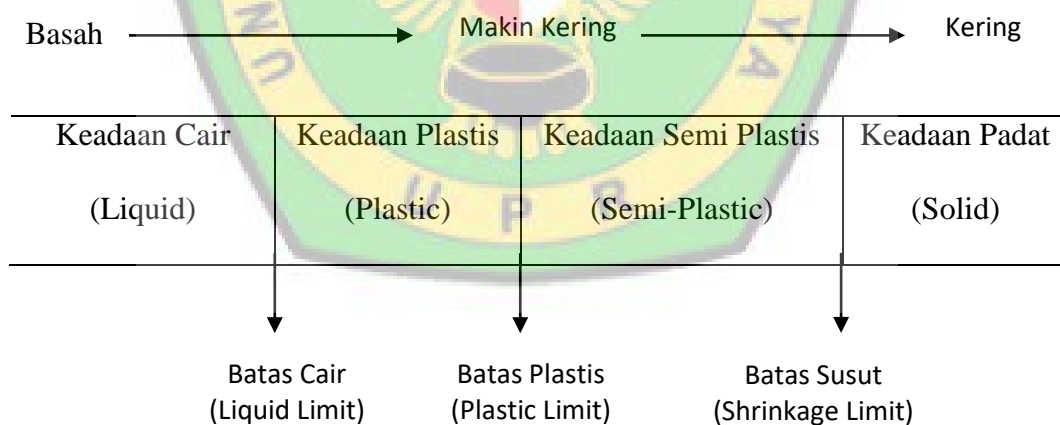 Basah Makin Kering Kering
Keadaan Cair Keadaan Plastis Keadaan Semi Plastis Keadaan Padat
(Liquid) (Plastic) (Semi-Plastic) (Solid)
U N
Y A
U P R
Batas Cair Batas Plastis Batas Susut
(Liquid Limit) (Plastic Limit) (Shrinkage Limit)